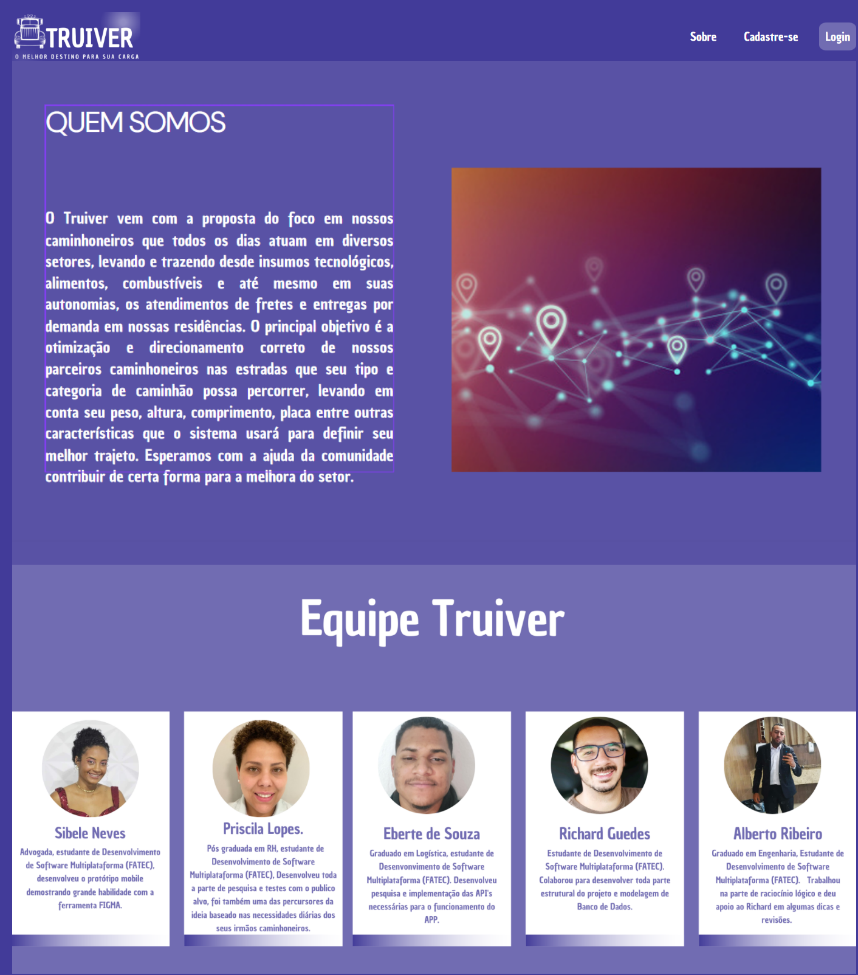 TRUIVER
O MELHOR DESTINO PARA SUA CARGA
Sobre
Cadastre-se
Login
QUEM SOMOS
O Truiver vem com a proposta do foco em nossos
caminhoneiros que todos os dias atuam em diversos
setores, levando e trazendo desde insumos tecnológicos,
alimentos, combustíveis e até mesmo em suas
autonomias, os atendimentos de fretes e entregas por
demanda em nossas residências. O principal objetivo é a
otimização e direcionamento correto de nossos
parceiros caminhoneiros nas estradas que seu tipo e
categoria de caminhão possa percorrer, levando em
conta seu peso, altura, comprimento, placa entre outras
características que o sistema usará para definir seu
melhor trajeto. Esperamos com a ajuda da comunidade
contribuir de certa forma para a melhora do setor.
Equipe Truiver
Sibele Neves
Advogada, estudante de Desenvolvimento
de Software Multiplataforma (FATEC),
desenvolveu o protótipo mobile
demostrando grande habilidade com a
ferramenta FIGMA.
Priscila Lopes.
Pós graduada em RH, estudante de
Desenvolvimento de Software
Multiplataforma (FATEC), Desenvolveu toda
a parte de pesquisa e testes com o publico
alvo, foi também uma das percursores da
ideia baseado nas necessidades diárias dos
seus irmãos caminhoneiros.
Eberte de Souza
Graduado em Logística, estudante de
Desenvonvimento de Software
Multiplataforma (FATEC). Desenvolveu
pesquisa e implementação das API's
necessárias para o funcionamento do
APP.
Richard Guedes
Estudante de Desenvolvimento de
Software Multiplataforma (FATEC).
Colaborou para desenvolver toda parte
estrutural do projeto e modelagem de
Banco de Dados.
Alberto Ribeiro
Graduado em Engenharia, Estudante de
Desenvolvimento de Software
Multiplataforma (FATEC). Trabalhou
na parte de raciocínio lógico e deu
apoio ao Richard em algumas dicas e
revisões.